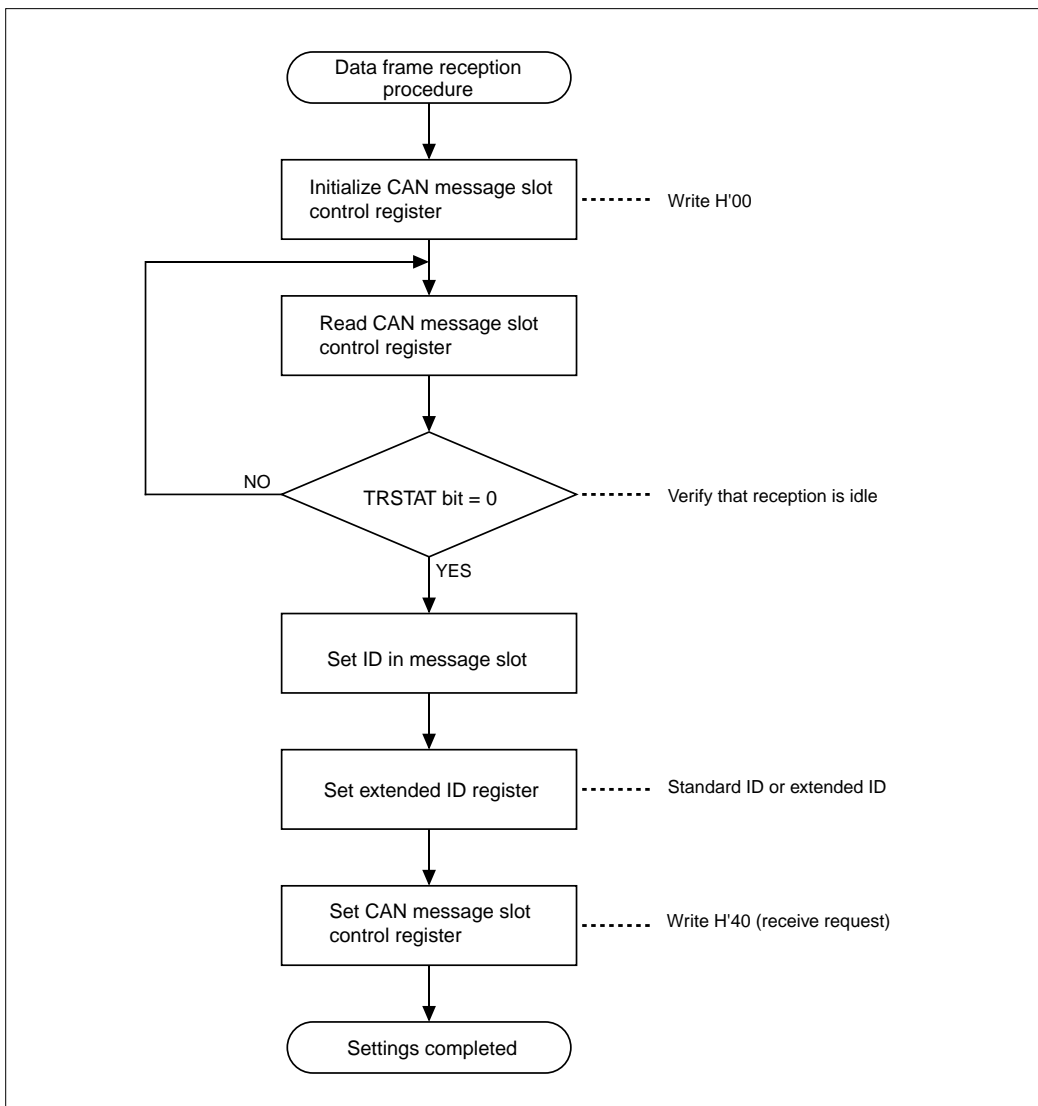 Data frame reception
procedure
Initialize CAN message slot
control register
Write H'00
Read CAN message slot
control register
NO
TRSTAT bit = 0
Verify that reception is idle
YES
Set ID in message slot
Set extended ID register
Standard ID or extended ID
Set CAN message slot
control register
Write H'40 (receive request)
Settings completed